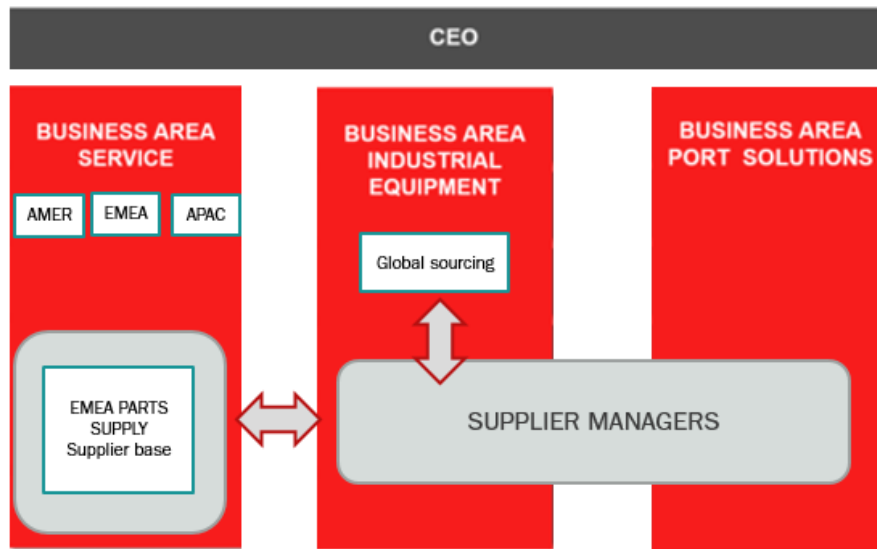 CEO
BUSINESS AREA
SERVICE
AMER
EMEA
APAC
EMEA PARTS
SUPPLY
Supplier base
BUSINESS AREA
INDUSTRIAL
EQUIPMENT
Global sourcing
SUPPLIER MANAGERS
BUSINESS AREA
PORT SOLUTIONS